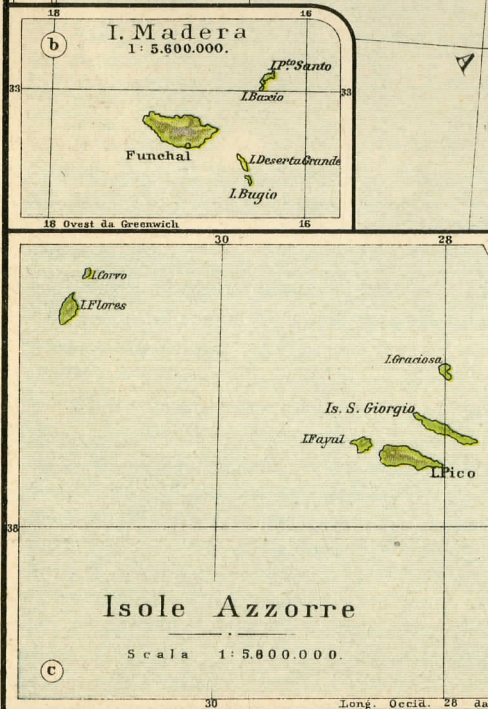 18
16
b
I. Madera
1: 5.600.000.
I.Pto. Santo
33
33
I.Baxio
Funchal
I.DesertaGrande
I.Bugio
18 Ovest da Greenwich
16
A
30
28
I.Corvo
I.Flores
I.Graciosa
Is. S. Giorgio
I.Fayal
I.Pico
38
Isole Azzorre
Scala 1: 5.600.000.
c
30
Long. Occid. 28 da